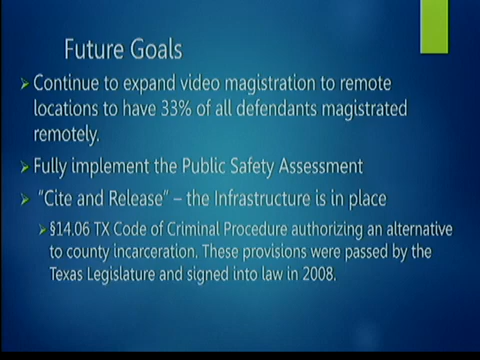 Future Goals
Continue to expand video magistration to remote
locations to have 33% of all defendants magistrated
remotely.
Fully implement the Public Safety Assessment
"Cite and Release" – the Infrastructure is in place
§14.06 TX Code of Criminal Procedure authorizing an alternative
to county incarceration. These provisions were passed by the
Texas Legislature and signed into law in 2008.